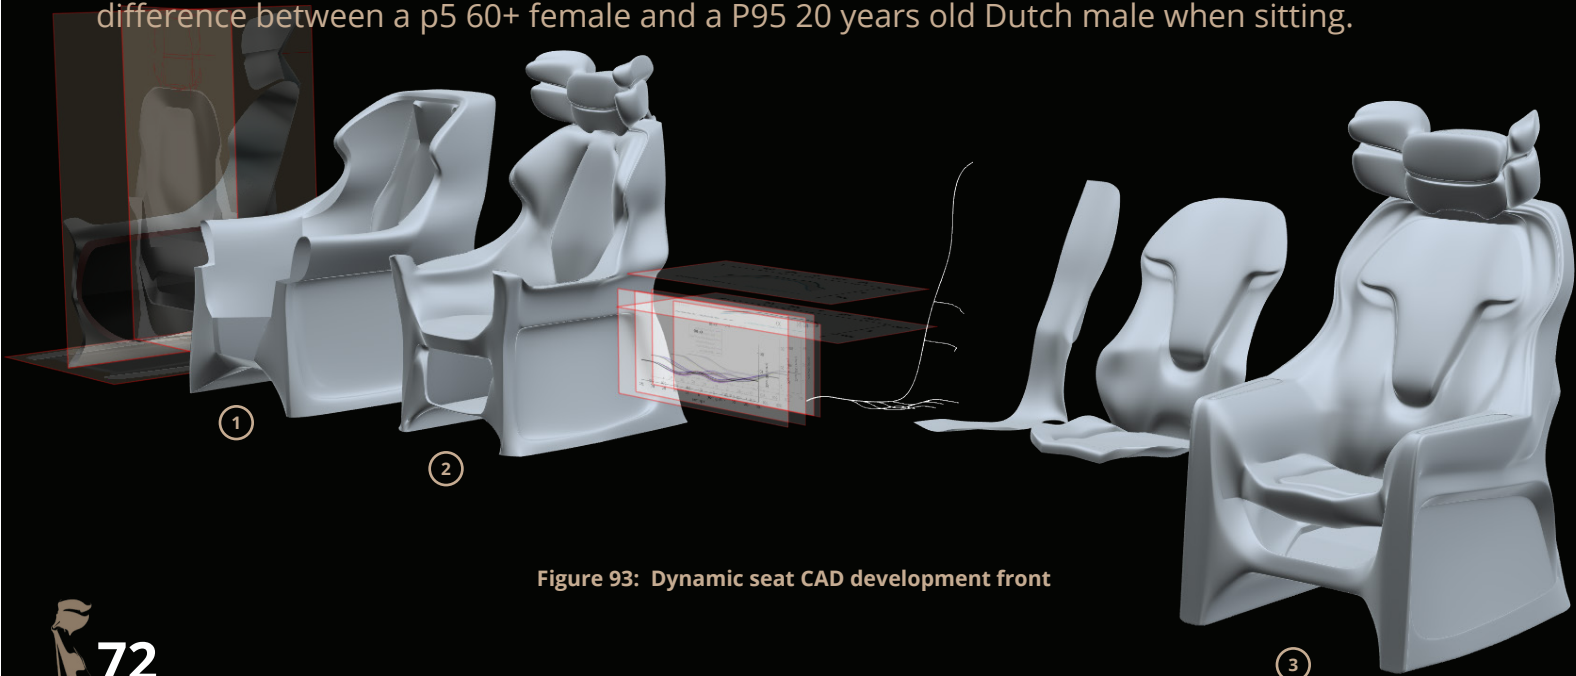 difference between a p5 60+ female and a P95 20 years old Dutch male when sitting.
1
2
Figure 93: Dynamic seat CAD development front
3
72